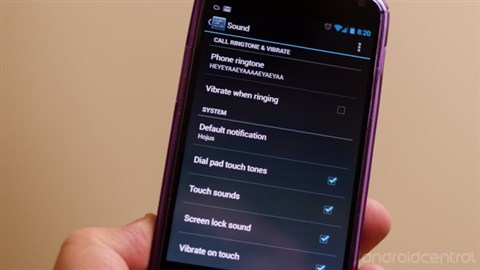 8:20
Sound
CALL RINGTONE & VIBRATE
Phone ringtone
HEYEYAAEYAAAAEYAEYAA
Vibrate when ringing
SYSTEM
Default notification
Hojus
Dial pad touch tones
Touch sounds
Screen lock sound
Vibrate on touch
androidcentral